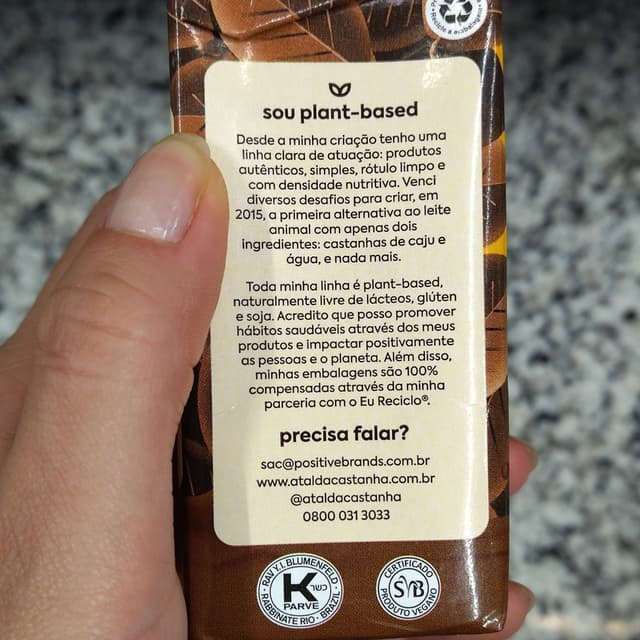 Recicle a embalagem
sou plant-based
Desde a minha criação tenho uma
linha clara de atuação: produtos
autênticos, simples, rótulo limpo e
com densidade nutritiva. Venci
diversos desafios para criar, em
2015, a primeira alternativa ao leite
animal com apenas dois
ingredientes: castanhas de caju e
água, e nada mais.
Toda minha linha é plant-based,
naturalmente livre de lácteos, glúten
e soja. Acredito que posso promover
hábitos saudáveis através dos meus
produtos e impactar positivamente
as pessoas e o planeta. Além disso,
minhas embalagens são 100%
compensadas através da minha
parceria com o Eu Reciclo®.
precisa falar?
sac@positivebrands.com.br
www.ataldacastanha.com.br
@ataldacastanha
0800 031 3033
RAV Y.I. BLUMENFELD
K כשר
PARVE
RABBINATE RIO - BRAZIL
CERTIFICADO
SVB
PRODUTO VEGANO